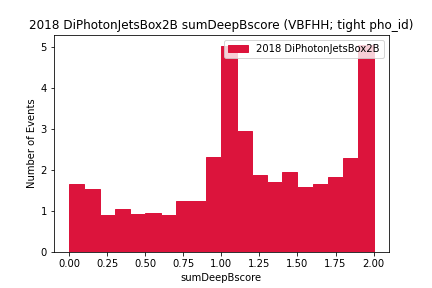 2018 DiPhotonJetsBox2B sumDeepBscore (VBFHH; tight pho_id)
2018 DiPhotonJetsBox2B
Number of Events
5
4
3
2
1
0
0.00 0.25 0.50 0.75 1.00 1.25 1.50 1.75 2.00
sumDeepBscore